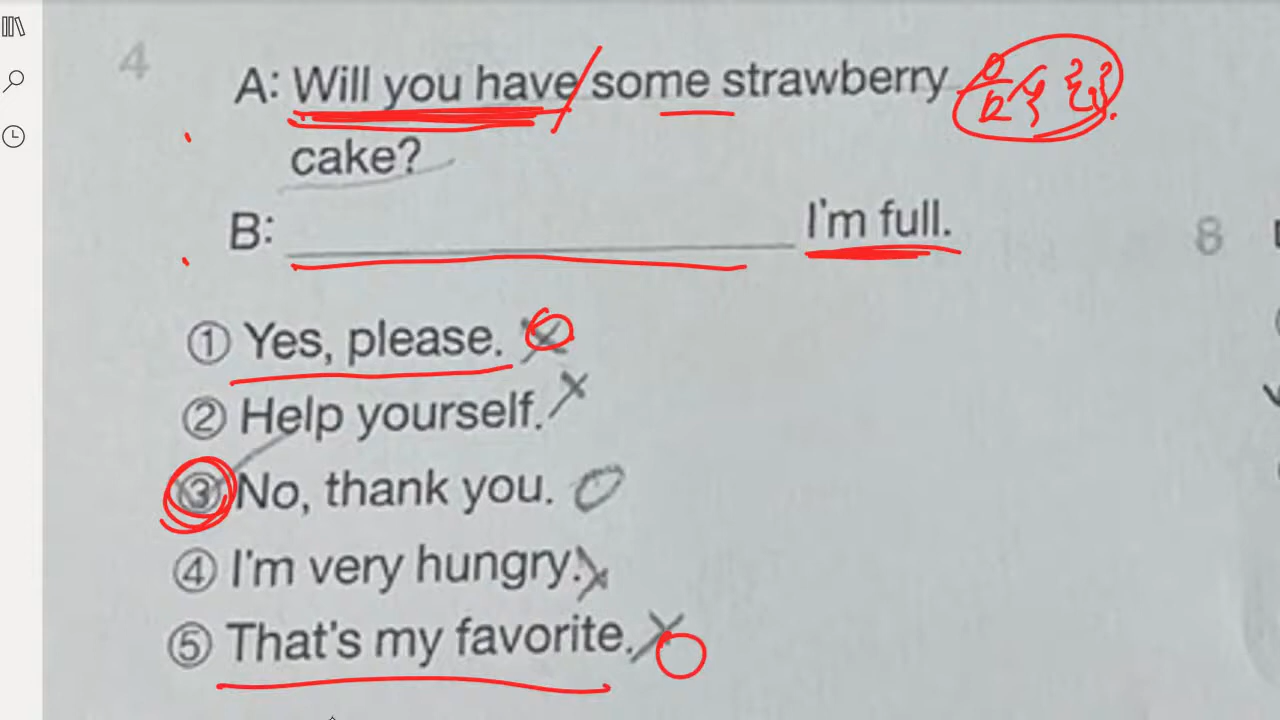 4
A: Will you have some strawberry
cake?
B: I'm full.
8
① Yes, please.
② Help yourself.
③ No, thank you.
④ I'm very hungry.
⑤ That's my favorite.